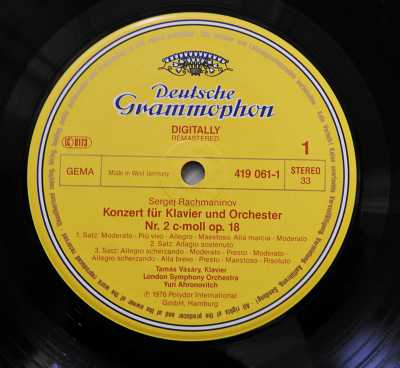 Deutsche
Grammophon
DIGITALLY
REMASTERED
LC 0173
1
GEMA
Made in West Germany
419 061-1
STEREO
33
Sergej Rachmaninov
Konzert für Klavier und Orchester
Nr. 2 c-moll op. 18
1. Satz: Moderato - Più vivo - Allegro - Maestoso. Alla marcia - Moderato
2. Satz: Adagio sostenuto
3. Satz: Allegro scherzando - Moderato - Presto - Moderato - Allegro
scherzando - Alla breve - Presto - Maestoso - Risoluto
Tamás Vásáry, Klavier
London Symphony Orchestra
Yuri Ahronovitch
℗ 1976 Polydor International
GmbH, Hamburg